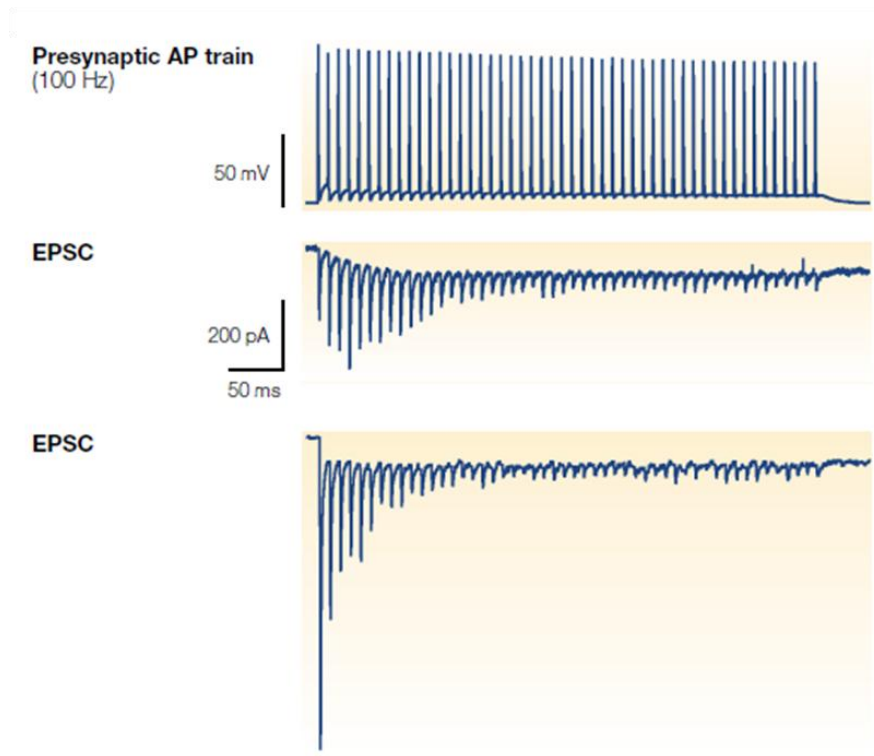 Presynaptic AP train
(100 Hz)
50 mV
EPSC
200 pA
50 ms
EPSC